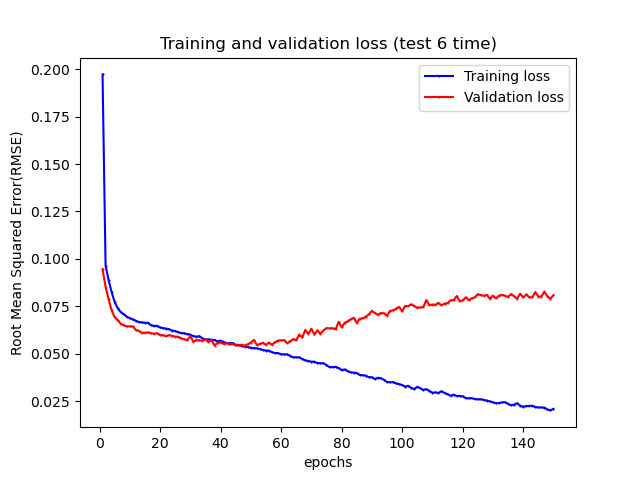 Training and validation loss (test 6 time)
Training loss
Validation loss
Root Mean Squared Error(RMSE)
0.200
0.175
0.150
0.125
0.100
0.075
0.050
0.025
0 20 40 60 80 100 120 140
epochs